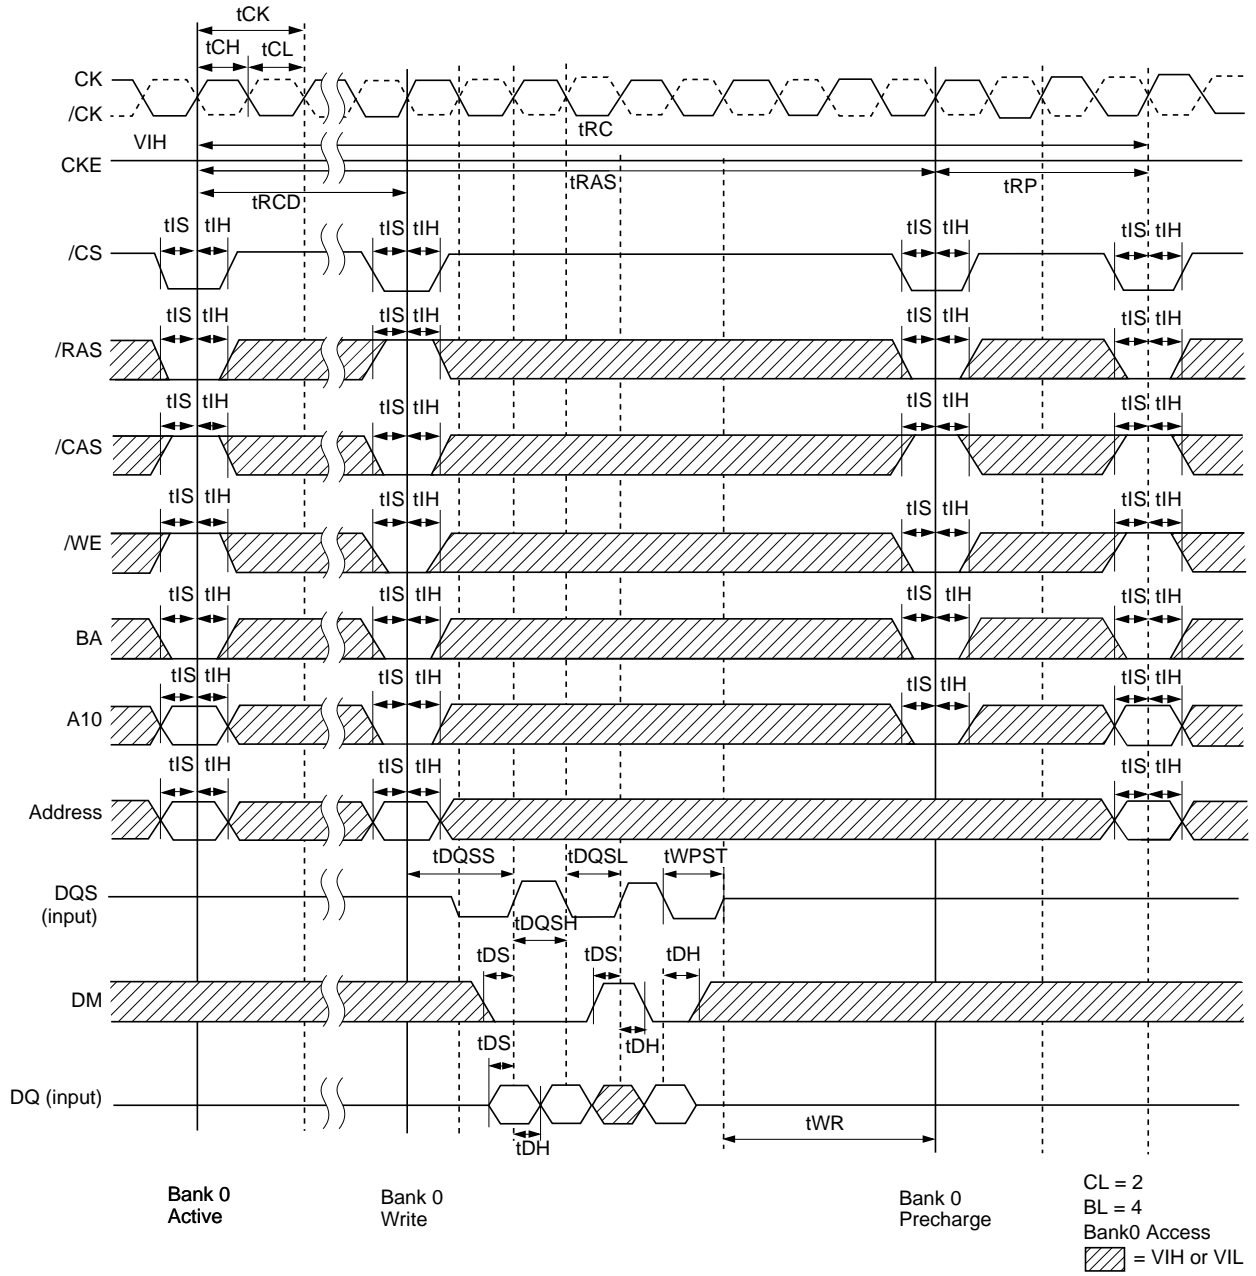 tCK
tCH tCL
CK
/CK
tRC
VIH
CKE
tRAS tRP
tRCD
tIS tIH tIS tIH tIS tIH tIS tIH
/CS
tIS tIH tIS tIH tIS tIH tIS tIH
/RAS
tIS tIH tIS tIH tIS tIH tIS tIH
/CAS
tIS tIH tIS tIH tIS tIH tIS tIH
/WE
tIS tIH tIS tIH tIS tIH tIS tIH
BA
tIS tIH tIS tIH tIS tIH tIS tIH
A10
tIS tIH tIS tIH tIS tIH
Address
tDQSS tDQSL tWPST
DQS
(input)
tDQSH
tDS tDS tDH
DM
tDS tDH
DQ (input)
tDH
tWR
Bank 0
Active
Bank 0
Write
Bank 0
Precharge
CL = 2
BL = 4
Bank0 Access
= VIH or VIL